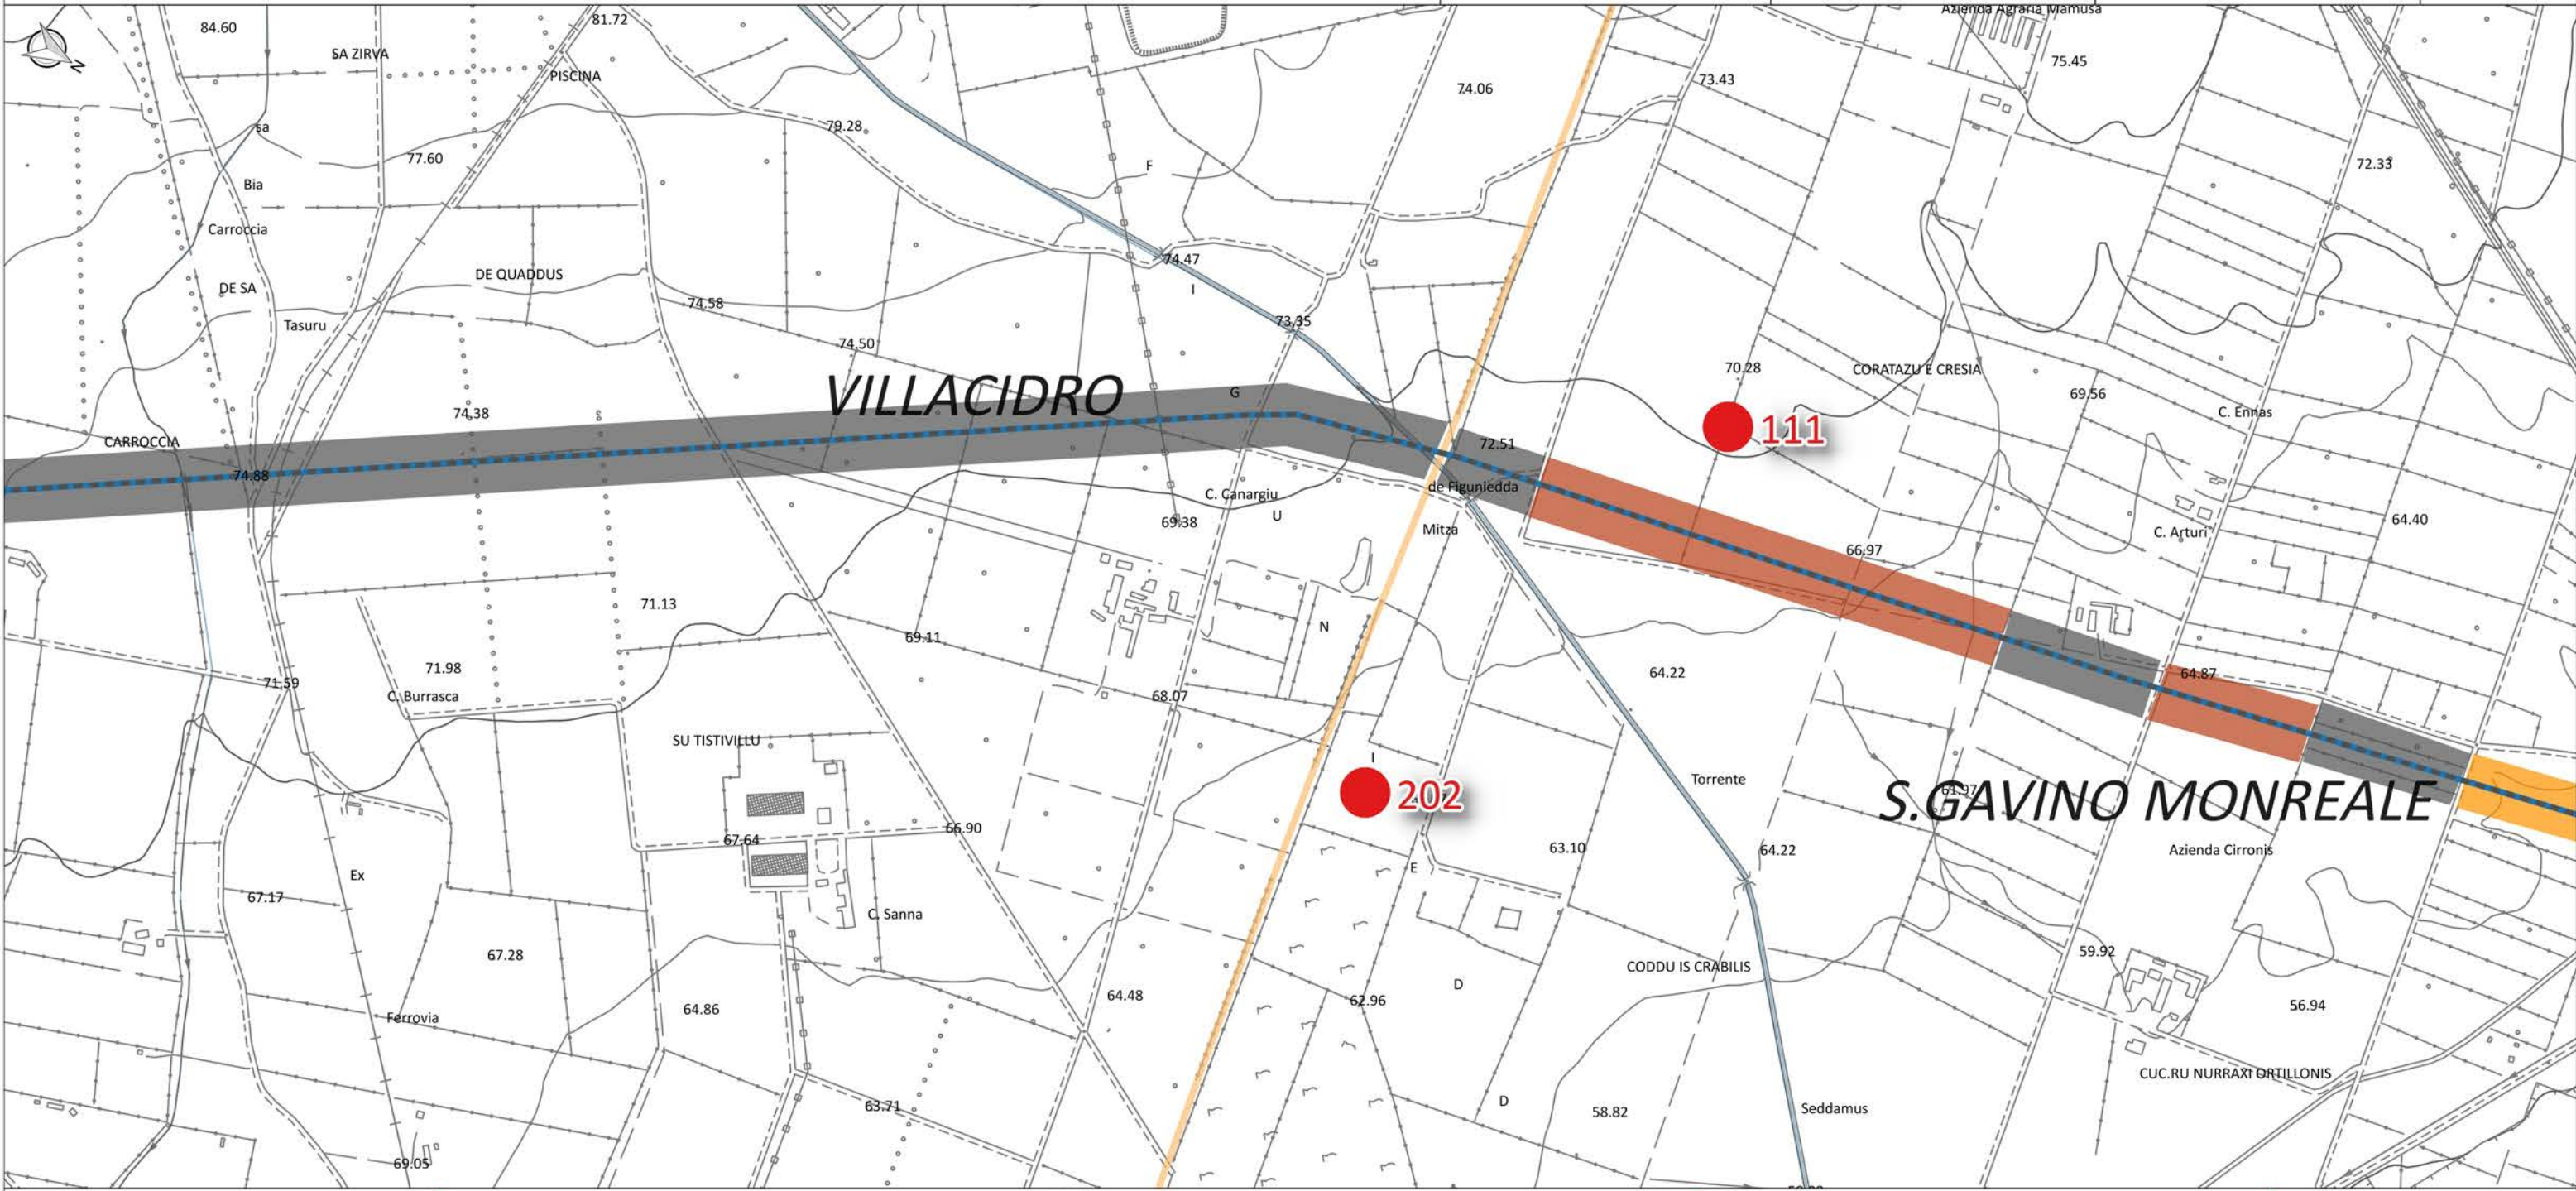 Azienda Agraria Mamusa
81.72
84.60
SA ZIRVA
PISCINA
75.45
73.43
74.06
N
79.28
sa
77.60
72.33
F
Bia
Carroccia
74.47
DE QUADDUS
DE SA
I
74.58
73.35
Tasuru
74.50
70.28
CORATAZU E CRESIA
VILLACIDRO
G
69.56
74.38
C. Ennas
111
CARROCCIA
72.51
74.88
de Figuniedda
C. Canargiu
U
69.38
Mitza
64.40
C. Arturi
66.97
71.13
N
69.11
71.98
64.22
64.87
71.59
C. Burrasca
68.07
SU TISTIVILLU
I
Torrente
61.97
202
S.GAVINO MONREALE
66.90
67.64
63.10
64.22
Azienda Cirronis
E
Ex
67.17
C. Sanna
67.28
59.92
CODDU IS CRABILIS
D
64.48
62.96
64.86
56.94
Ferrovia
CUC.RU NURRAXI ORTILLONIS
D
63.71
58.82
Seddamus
69.05